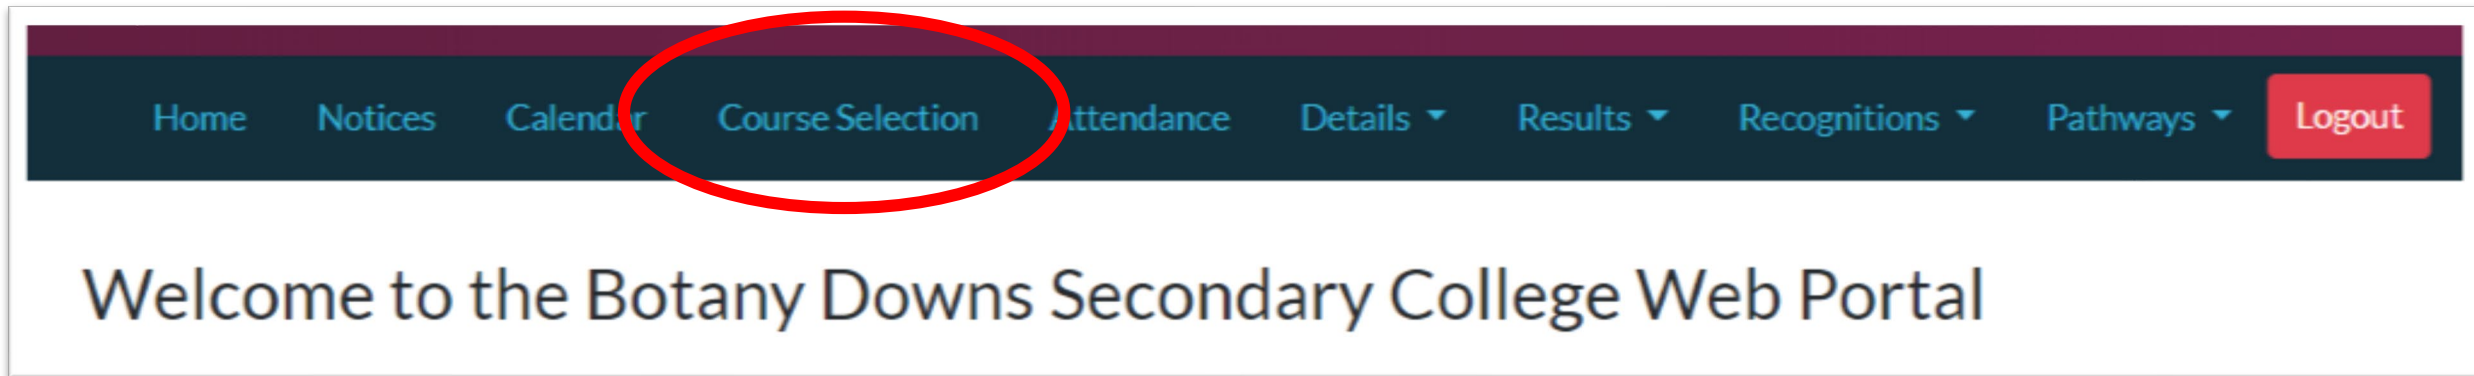 Home Notices Calendar Course Selection Attendance Details Results Recognitions Pathways Logout
Welcome to the Botany Downs Secondary College Web Portal